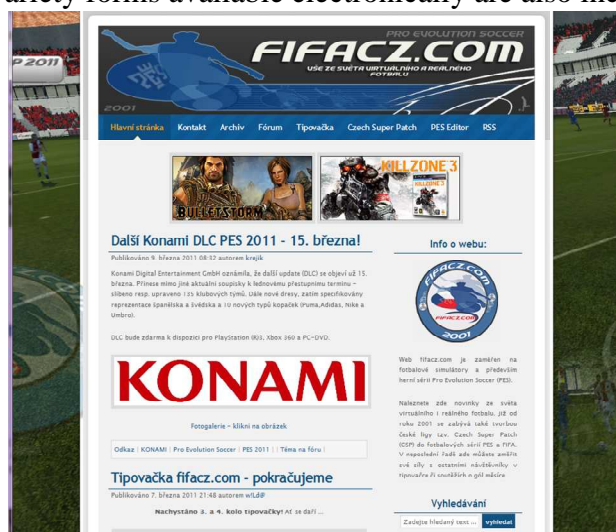 variety forms available electronically are also inc
P 2011
PRO EVOLUTION SOCCER
FIFACZ.COM
VŠE ZE SVĚTA VIRTUÁLNÍHO A REÁLNÉHO
FOTBALU
2001
Hlavní stránka Kontakt Archiv Fórum Tipovačka Czech Super Patch PES Editor RSS
BULLETSTORM
KILLZONE 3
Další Konami DLC PES 2011 - 15. března!
Publikováno 9. března 2011 08:32 autorem krejik
Konami Digital Entertainment GmbH oznámila, že další update (DLC) se objeví už 15.
března. Přinese mimo jiné aktuální soupisky k lednovému přestupnímu termínu -
slibeno resp. upraveno 135 klubových týmů. Dále nové dresy, zatím specifikovány
reprezentace španělska a švédska a 10 nových typů kopaček (Puma,Adidas, Nike a
Umbro).
DLC bude zdarma k dispozici pro PlayStation 3, Xbox 360 a PC-DVD.
KONAMI
Fotogalerie - klikni na obrázek
Odkaz | KONAMI | Pro Evolution Soccer | PES 2011 | | Téma na fóru |
Tipovačka fifacz.com - pokračujeme
Publikováno 7. března 2011 21:48 autorem w!Ld@
Nachystáno 3. a 4. kolo tipovačky! Ať se daří ...
Info o webu:
FIFACZ.COM
FIFACZ.COM
2001
Web fifacz.com je zaměřen na
fotbalové simulátory a především
herní sérii Pro Evolution Soccer (PES).
Naleznete zde novinky ze světa
virtuálního i reálného fotbalu, již od
roku 2001 se zabývá také tvorbou
české ligy tzv. Czech Super Patch
(CSP) do fotbalových sérií PES a FIFA.
V neposlední řadě zde můžete změřit
své síly s ostatními návštěvníky v
tipovačce či soutěžích o gól měsíce.
Vyhledávání
Zadejte hledaný text ... vyhledat